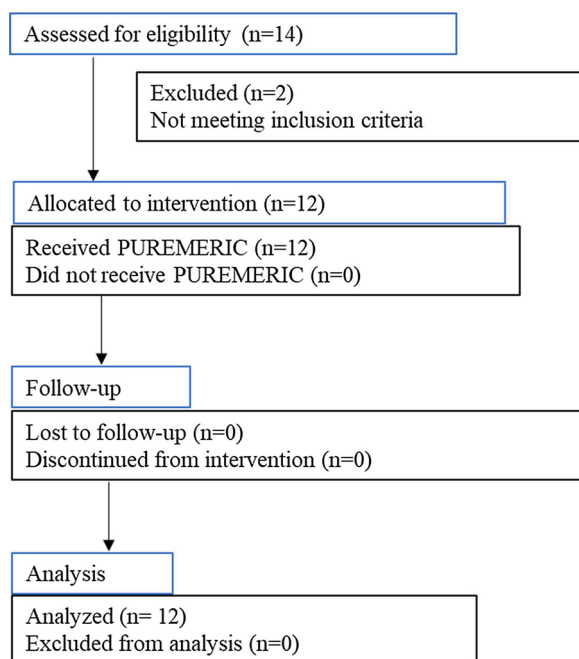 Assessed for eligibility (n=14)
Excluded (n=2)
Not meeting inclusion criteria
Allocated to intervention (n=12)
Received PUREMERIC (n=12)
Did not receive PUREMERIC (n=0)
Follow-up
Lost to follow-up (n=0)
Discontinued from intervention (n=0)
Analysis
Analyzed (n= 12)
Excluded from analysis (n=0)